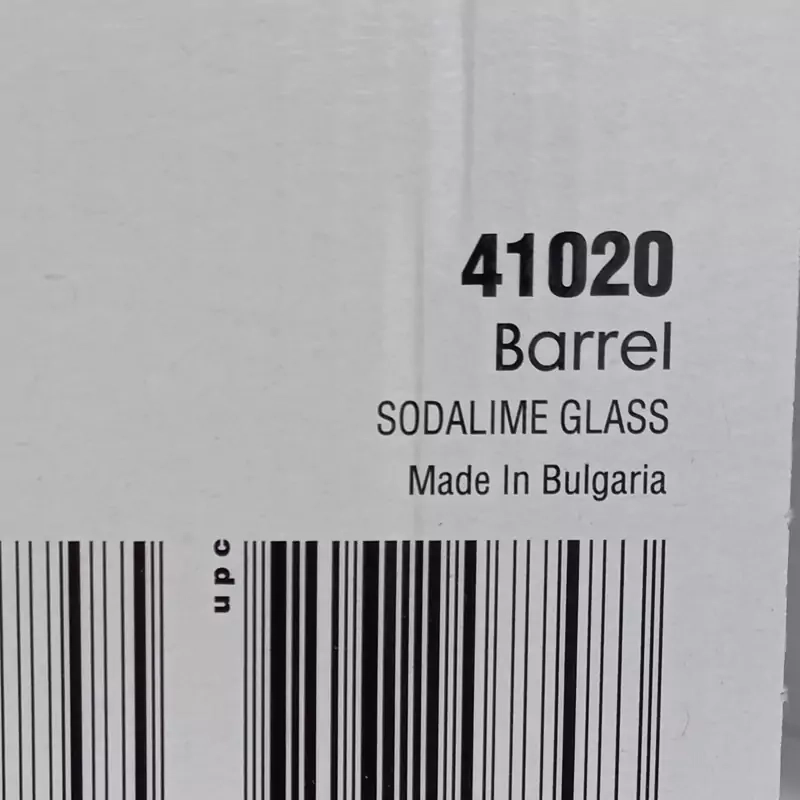 41020
Barrel
SODALIME GLASS
Made In Bulgaria
upc